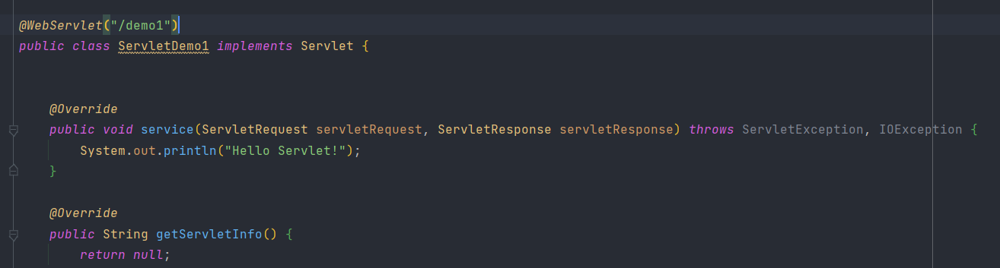 @WebServlet("/demo1")
public class ServletDemo1 implements Servlet {
@Override
public void service(ServletRequest servletRequest, ServletResponse servletResponse) throws ServletException, IOException {
System.out.println("Hello Servlet!");
}
@Override
public String getServletInfo() {
return null;